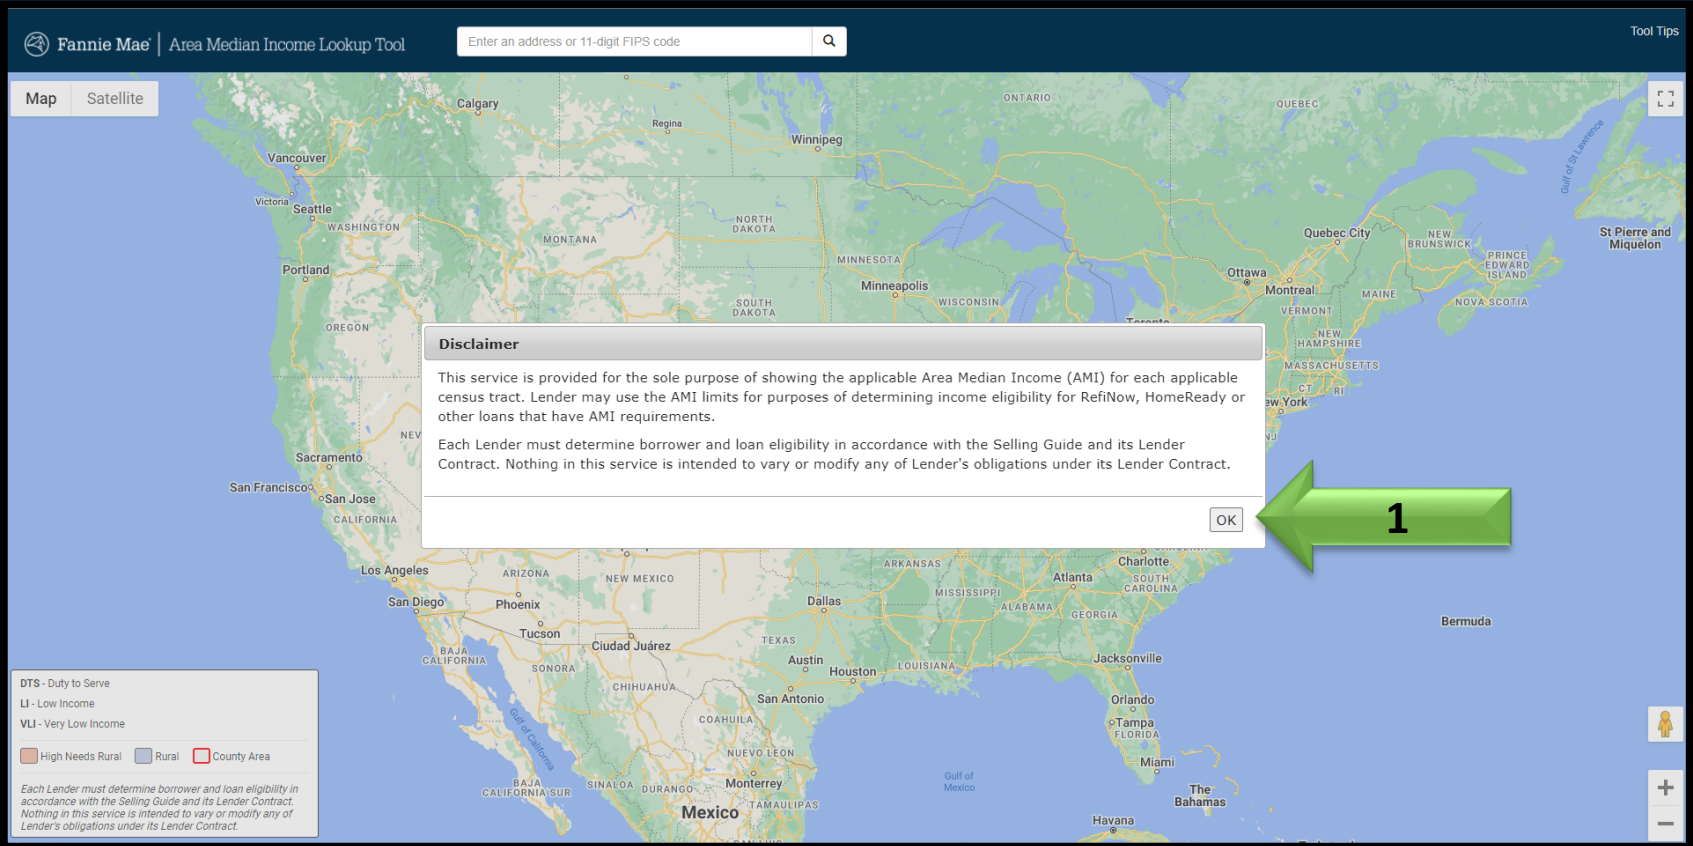 Fannie Mae | Area Median Income Lookup Tool
Enter an address or 11-digit FIPS code
Tool Tips
Map
Satellite
ONTARIO
QUEBEC
Calgary
Regina
Winnipeg
Gulf of St Lawrence
Vancouver
Victoria
Seattle
WASHINGTON
MONTANA
NORTH
DAKOTA
MINNESOTA
Quebec City
NEW
BRUNSWICK
St Pierre and
Miquelon
PRINCE
EDWARD
ISLAND
Portland
Minneapolis
WISCONSIN
Ottawa
Montreal
MAINE
NOVA SCOTIA
SOUTH
DAKOTA
VERMONT
OREGON
Toronto
NEW
HAMPSHIRE
MASSACHUSETTS
CT
RI
ew York
NJ
Disclaimer
This service is provided for the sole purpose of showing the applicable Area Median Income (AMI) for each applicable
census tract. Lender may use the AMI limits for purposes of determining income eligibility for RefiNow, HomeReady or
other loans that have AMI requirements.
Each Lender must determine borrower and loan eligibility in accordance with the Selling Guide and its Lender
Contract. Nothing in this service is intended to vary or modify any of Lender's obligations under its Lender Contract.
OK
1
NEV
Sacramento
San Francisco
San Jose
CALIFORNIA
Los Angeles
ARIZONA
NEW MEXICO
ARKANSAS
Charlotte
Atlanta
SOUTH
CAROLINA
San Diego
Phoenix
Dallas
MISSISSIPPI
ALABAMA
GEORGIA
Bermuda
Tucson
Ciudad Juárez
TEXAS
BAJA
CALIFORNIA
SONORA
Austin
Houston
LOUISIANA
Jacksonville
CHIHUAHUA
San Antonio
Orlando
Tampa
FLORIDA
COAHUILA
Gulf of California
NUEVO LEON
Miami
Gulf of
Mexico
Monterrey
BAJA
CALIFORNIA SUR
SINALOA
DURANGO
TAMAULIPAS
The
Bahamas
Mexico
Havana
DTS - Duty to Serve
LI - Low Income
VLI - Very Low Income
High Needs Rural
Rural
County Area
Each Lender must determine borrower and loan eligibility in
accordance with the Selling Guide and its Lender Contract.
Nothing in this service is intended to vary or modify any of
Lender's obligations under its Lender Contract.